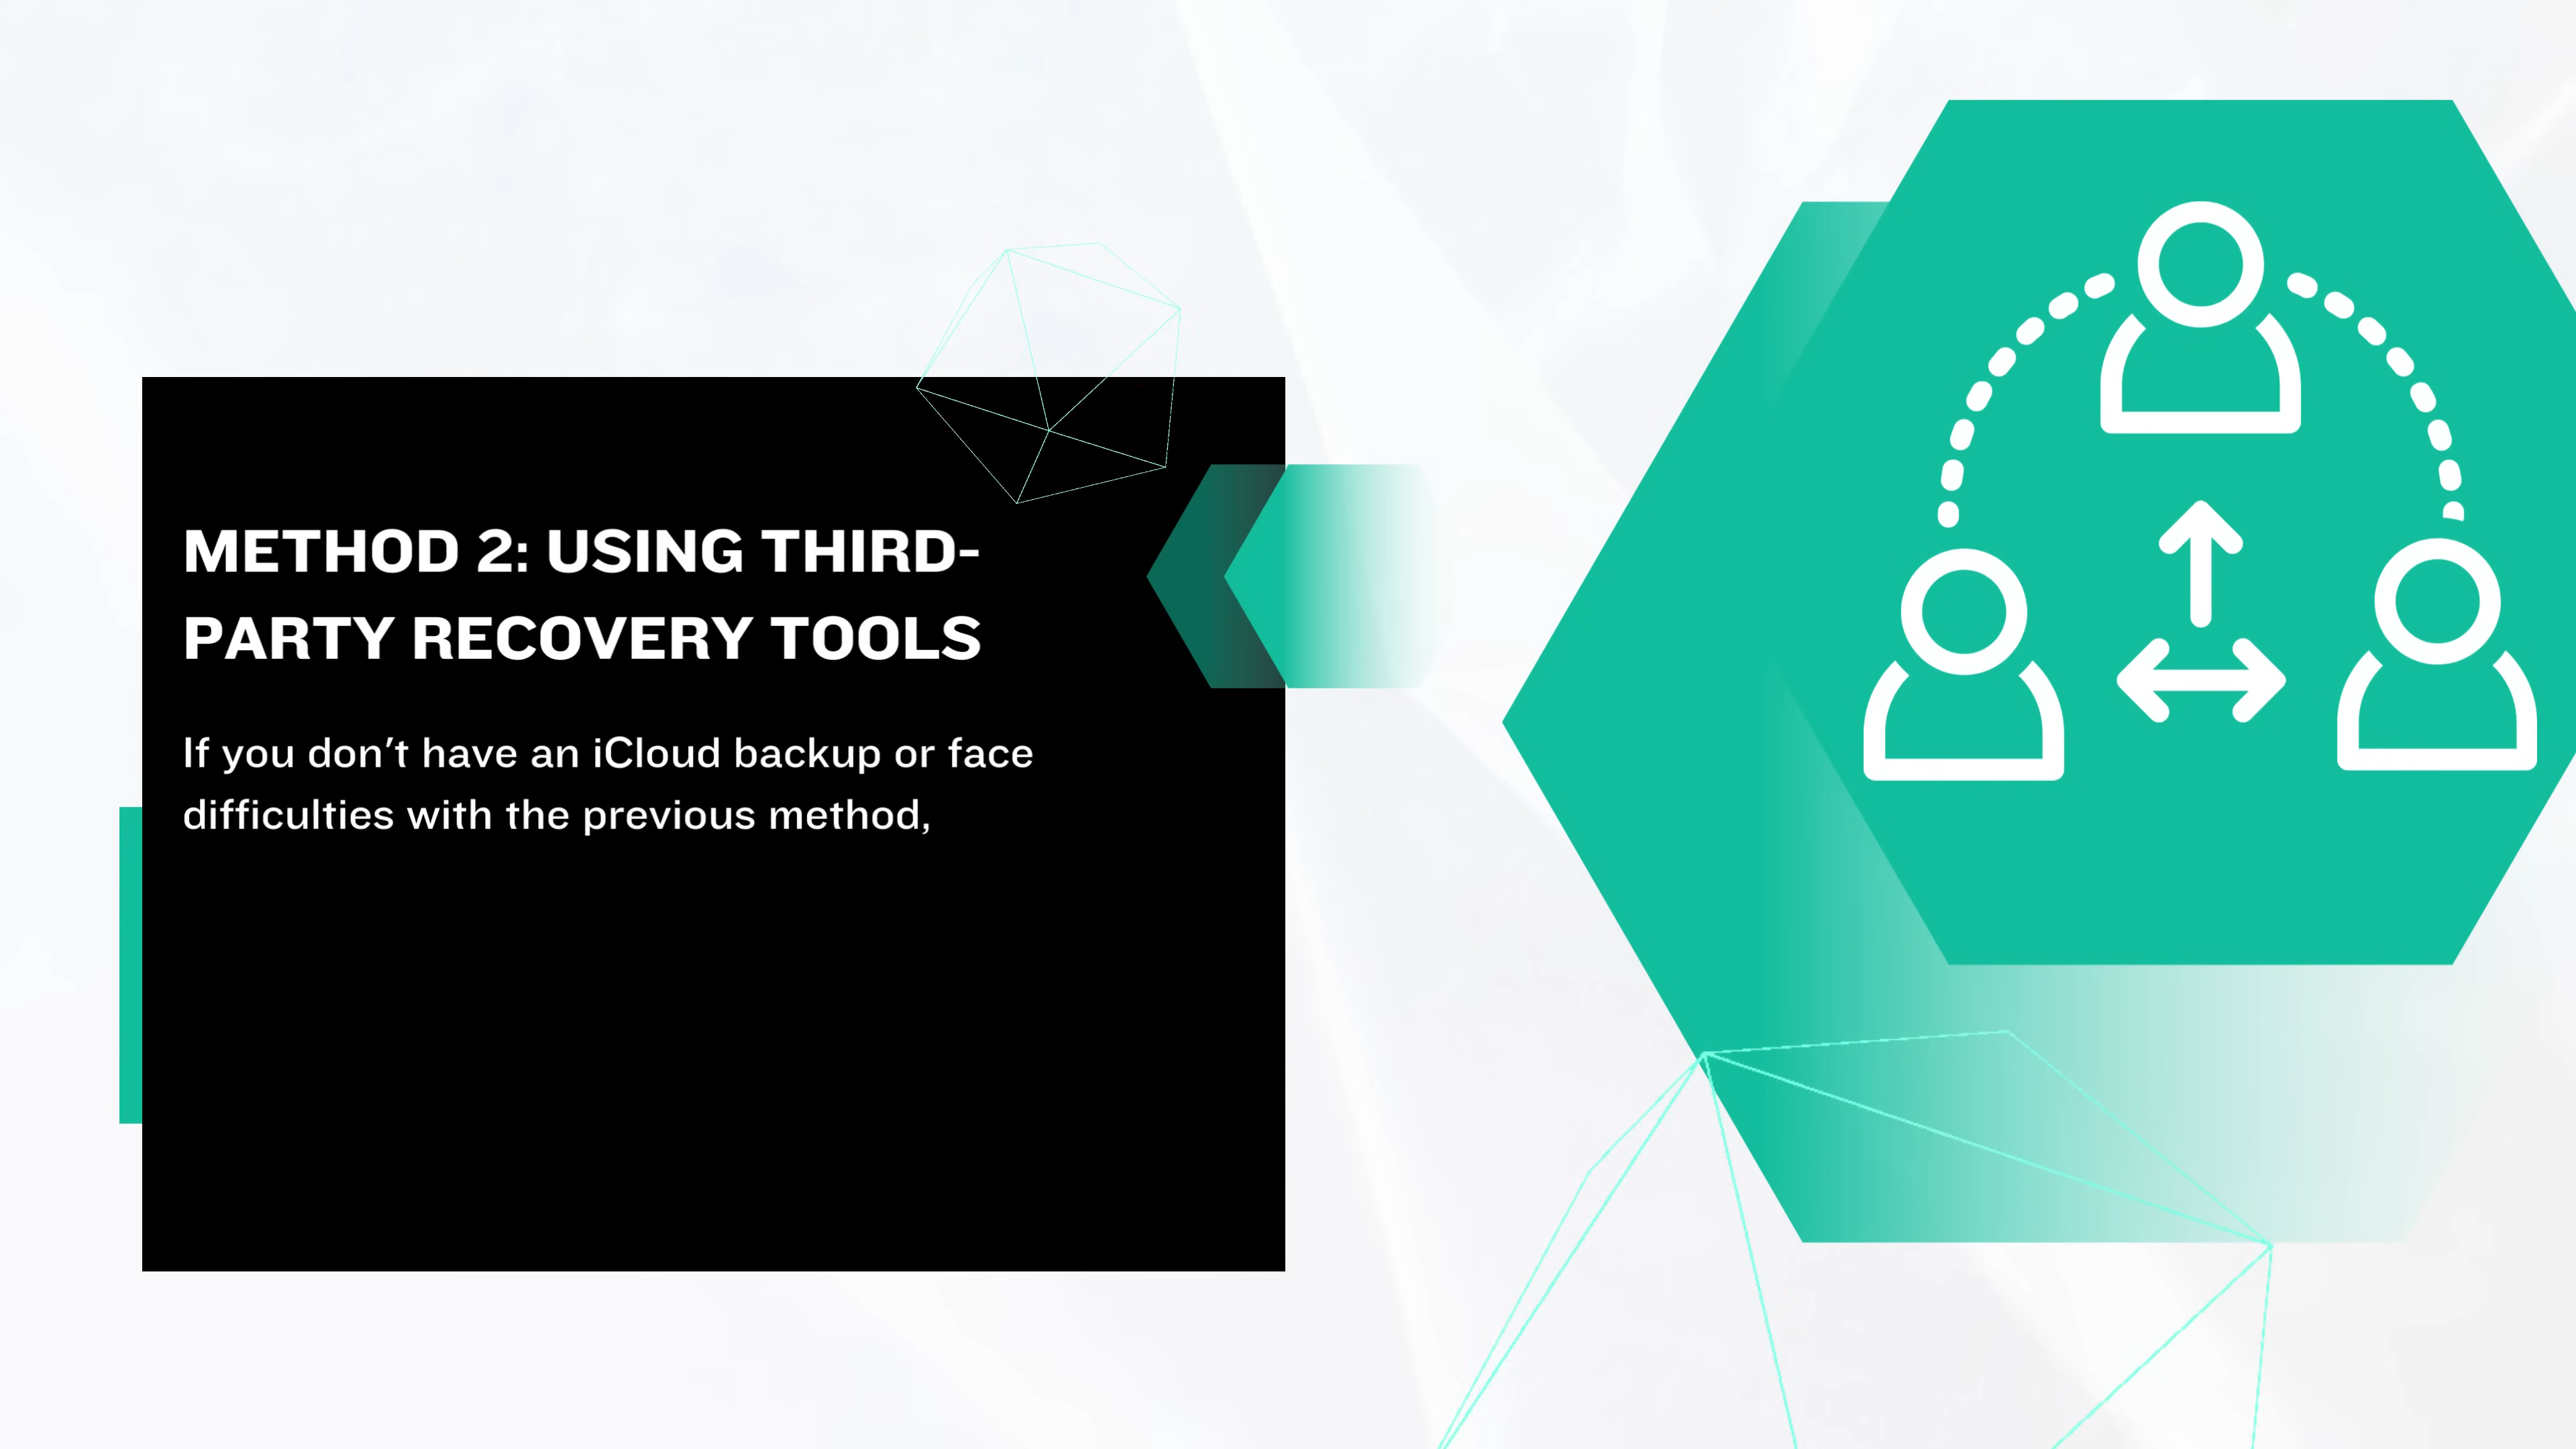 METHOD 2: USING THIRD-
PARTY RECOVERY TOOLS
If you don’t have an iCloud backup or face
difficulties with the previous method,